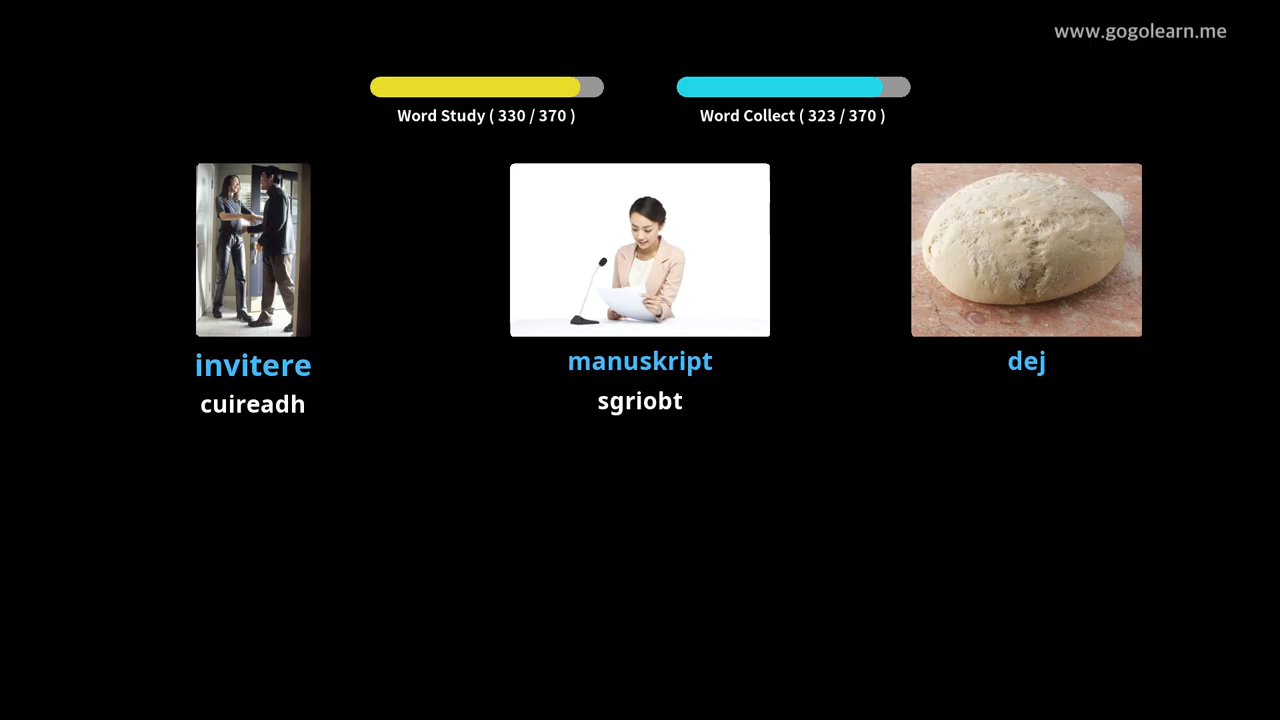 www.gogolearn.me
Word Study ( 330 / 370 )
Word Collect ( 323 / 370 )
invitere
cuireadh
manuskript
sgriobt
dej